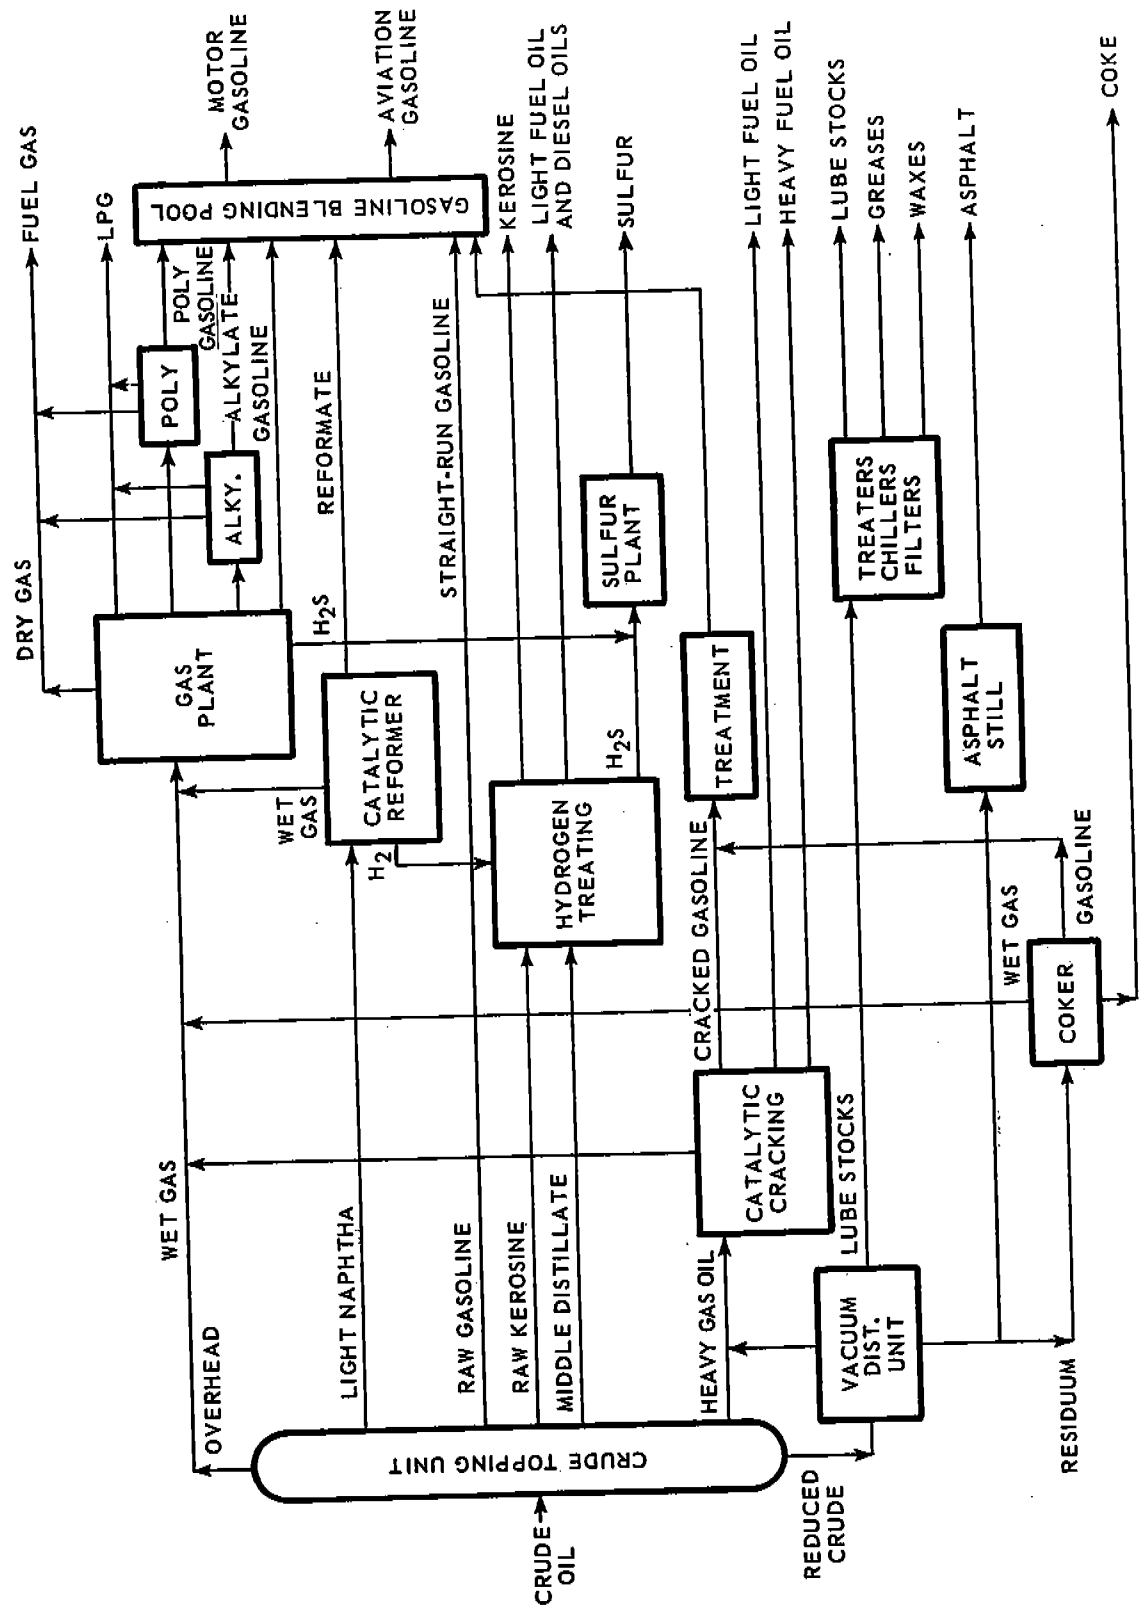 CRUDE
OIL
CRUDE TOPPING UNIT
OVERHEAD
WET GAS
LIGHT NAPHTHA
RAW GASOLINE
RAW KEROSINE
MIDDLE DISTILLATE
HEAVY GAS OIL
REDUCED
CRUDE
VACUUM
DIST.
UNIT
RESIDUUM
LUBE STOCKS
CATALYTIC
CRACKING
CRACKED GASOLINE
COKER
WET GAS
GASOLINE
HYDROGEN
TREATING
H2
CATALYTIC
REFORMER
WET
GAS
GAS
PLANT
DRY GAS
H2S
H2S
TREATMENT
ASPHALT
STILL
SULFUR
PLANT
TREATERS
CHILLERS
FILTERS
ALKY.
POLY
POLY
GASOLINE
ALKYLATE
GASOLINE
REFORMATE
STRAIGHT-RUN GASOLINE
GASOLINE BLENDING POOL
FUEL GAS
LPG
MOTOR
GASOLINE
AVIATION
GASOLINE
KEROSINE
LIGHT FUEL OIL
AND DIESEL OILS
SULFUR
LIGHT FUEL OIL
HEAVY FUEL OIL
LUBE STOCKS
GREASES
WAXES
ASPHALT
COKE